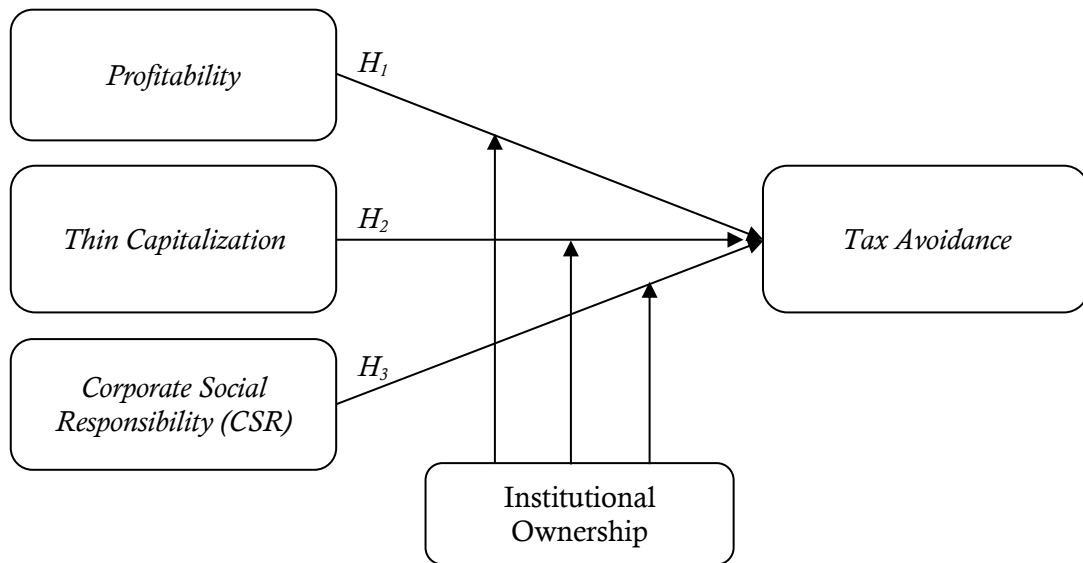 Profitability
H₁
Thin Capitalization
H₂
Corporate Social
Responsibility (CSR)
H₃
Tax Avoidance
Institutional
Ownership